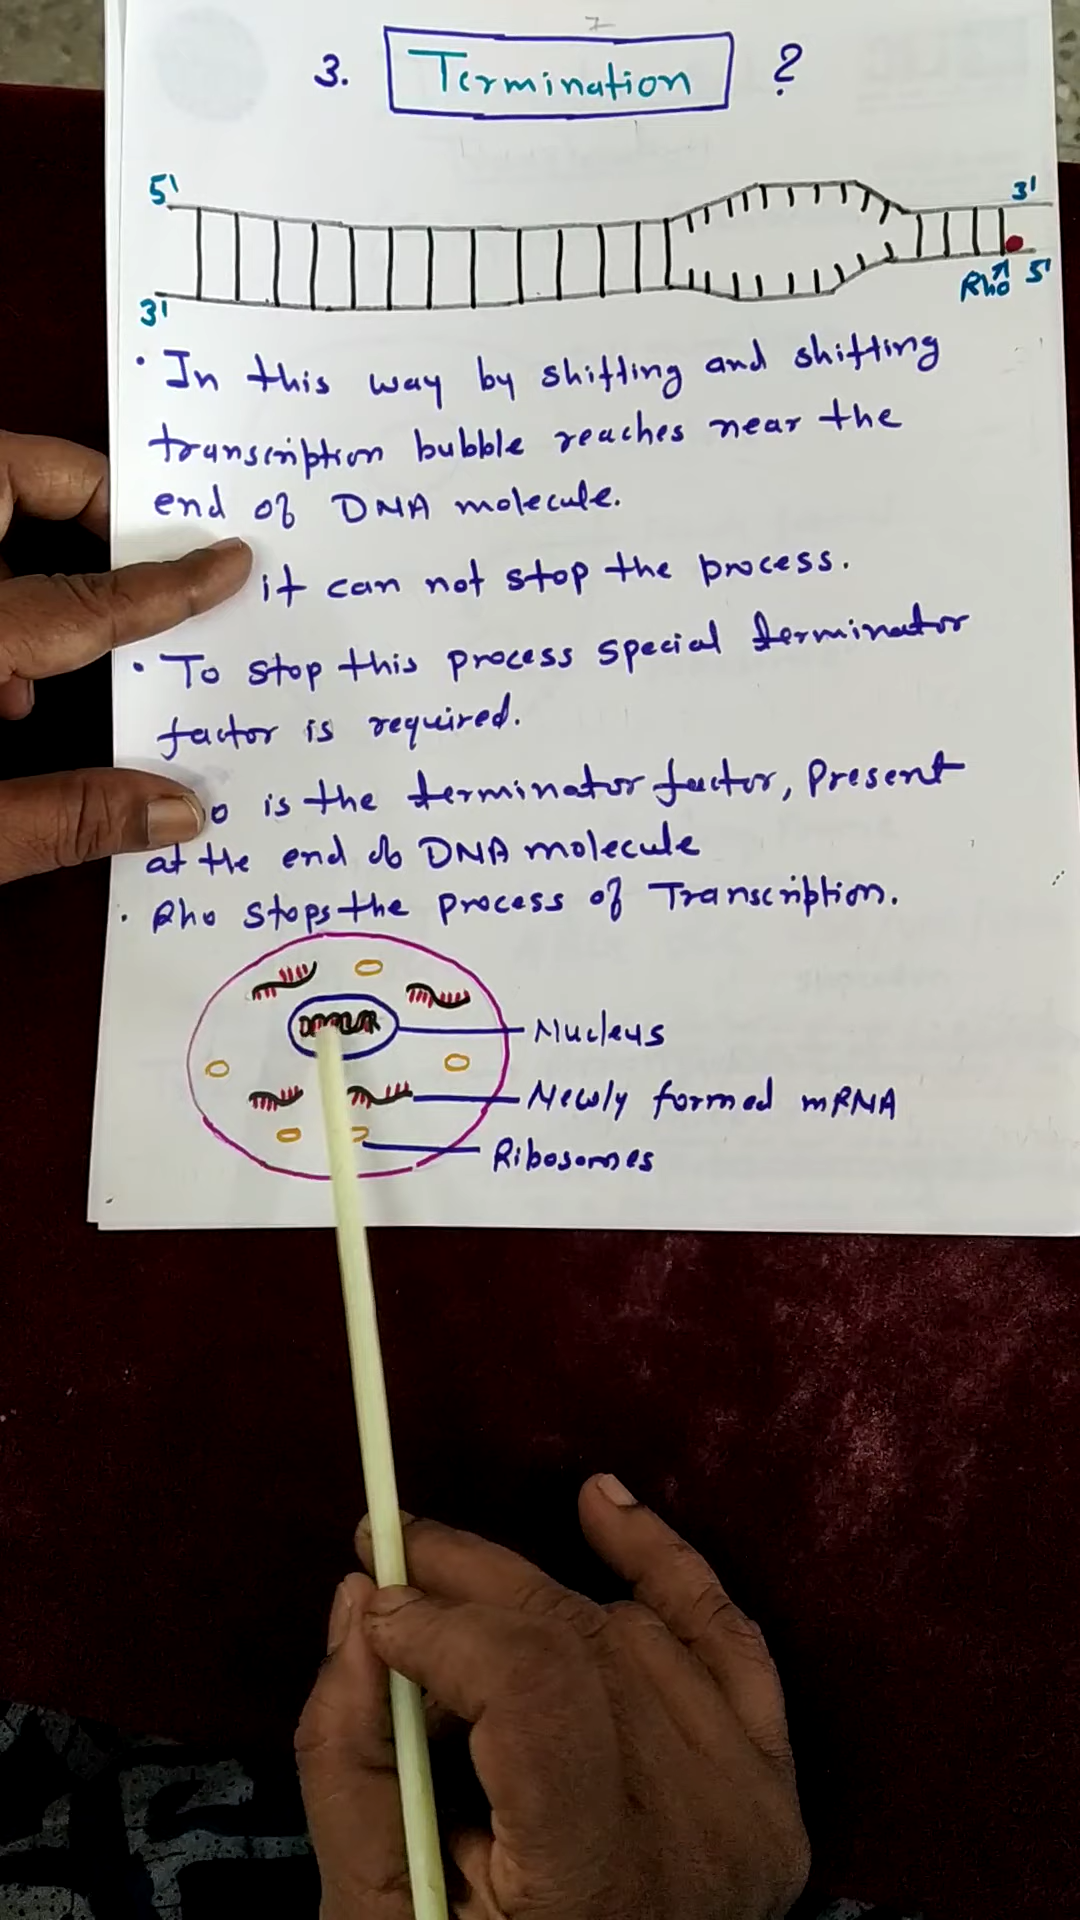 3. Termination ?
5' 3'
3' Rho 5'
• In this way by shifting and shifting
transcription bubble reaches near the
end of DNA molecule.
it can not stop the process.
• To stop this process special terminator
factor is required.
o is the terminator factor, Present
at the end of DNA molecule
• Rho stops the process of Transcription.
Nucleus
Newly formed mRNA
Ribosomes